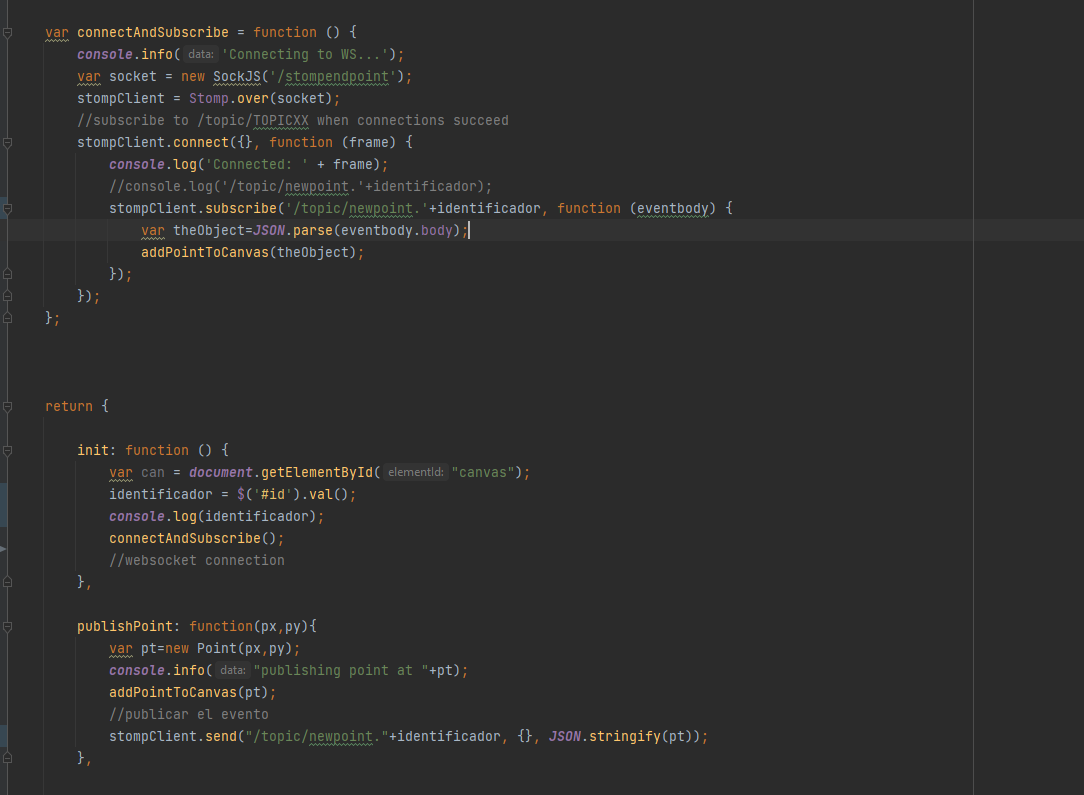 var connectAndSubscribe = function () {
console.info( data: 'Connecting to WS...');
var socket = new SockJS('/stompendpoint');
stompClient = Stomp.over(socket);
//subscribe to /topic/TOPICXX when connections succeed
stompClient.connect({}, function (frame) {
console.log('Connected: ' + frame);
//console.log('/topic/newpoint.'+identificador);
stompClient.subscribe('/topic/newpoint.'+identificador, function (eventbody) {
var theObject=JSON.parse(eventbody.body);
addPointToCanvas(theObject);
});
});
};
return {
init: function () {
var can = document.getElementById( elementId: "canvas");
identificador = $('#id').val();
console.log(identificador);
connectAndSubscribe();
//websocket connection
},
publishPoint: function(px,py){
var pt=new Point(px,py);
console.info( data: "publishing point at "+pt);
addPointToCanvas(pt);
//publicar el evento
stompClient.send("/topic/newpoint."+identificador, {}, JSON.stringify(pt));
},